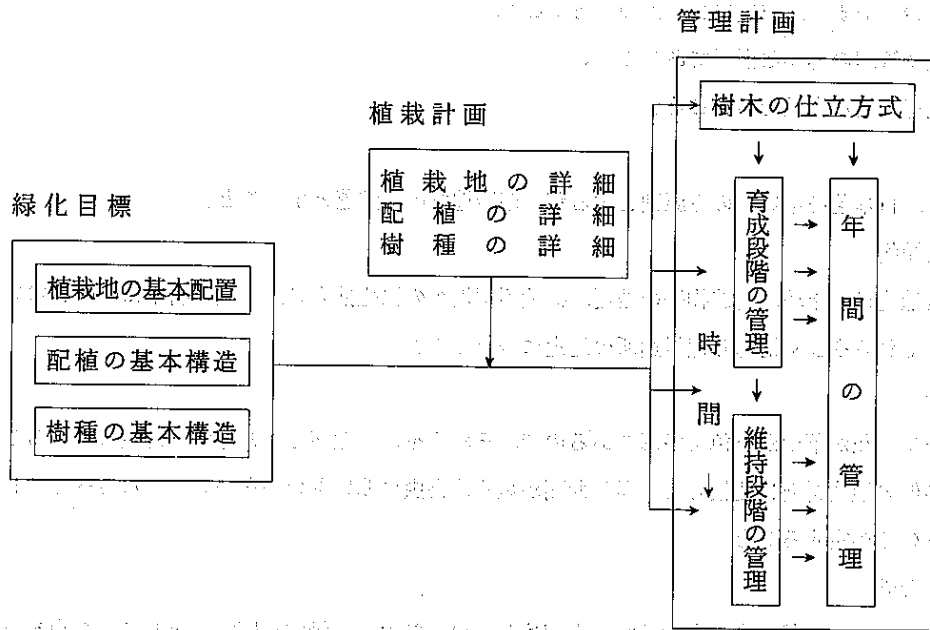 管理計画
樹木の仕立方式
植栽計画
植栽地の詳細
配植の詳細
樹種の詳細
緑化目標
植栽地の基本配置
配植の基本構造
樹種の基本構造
育成段階の管理
年間の管理
時間
維持段階の管理